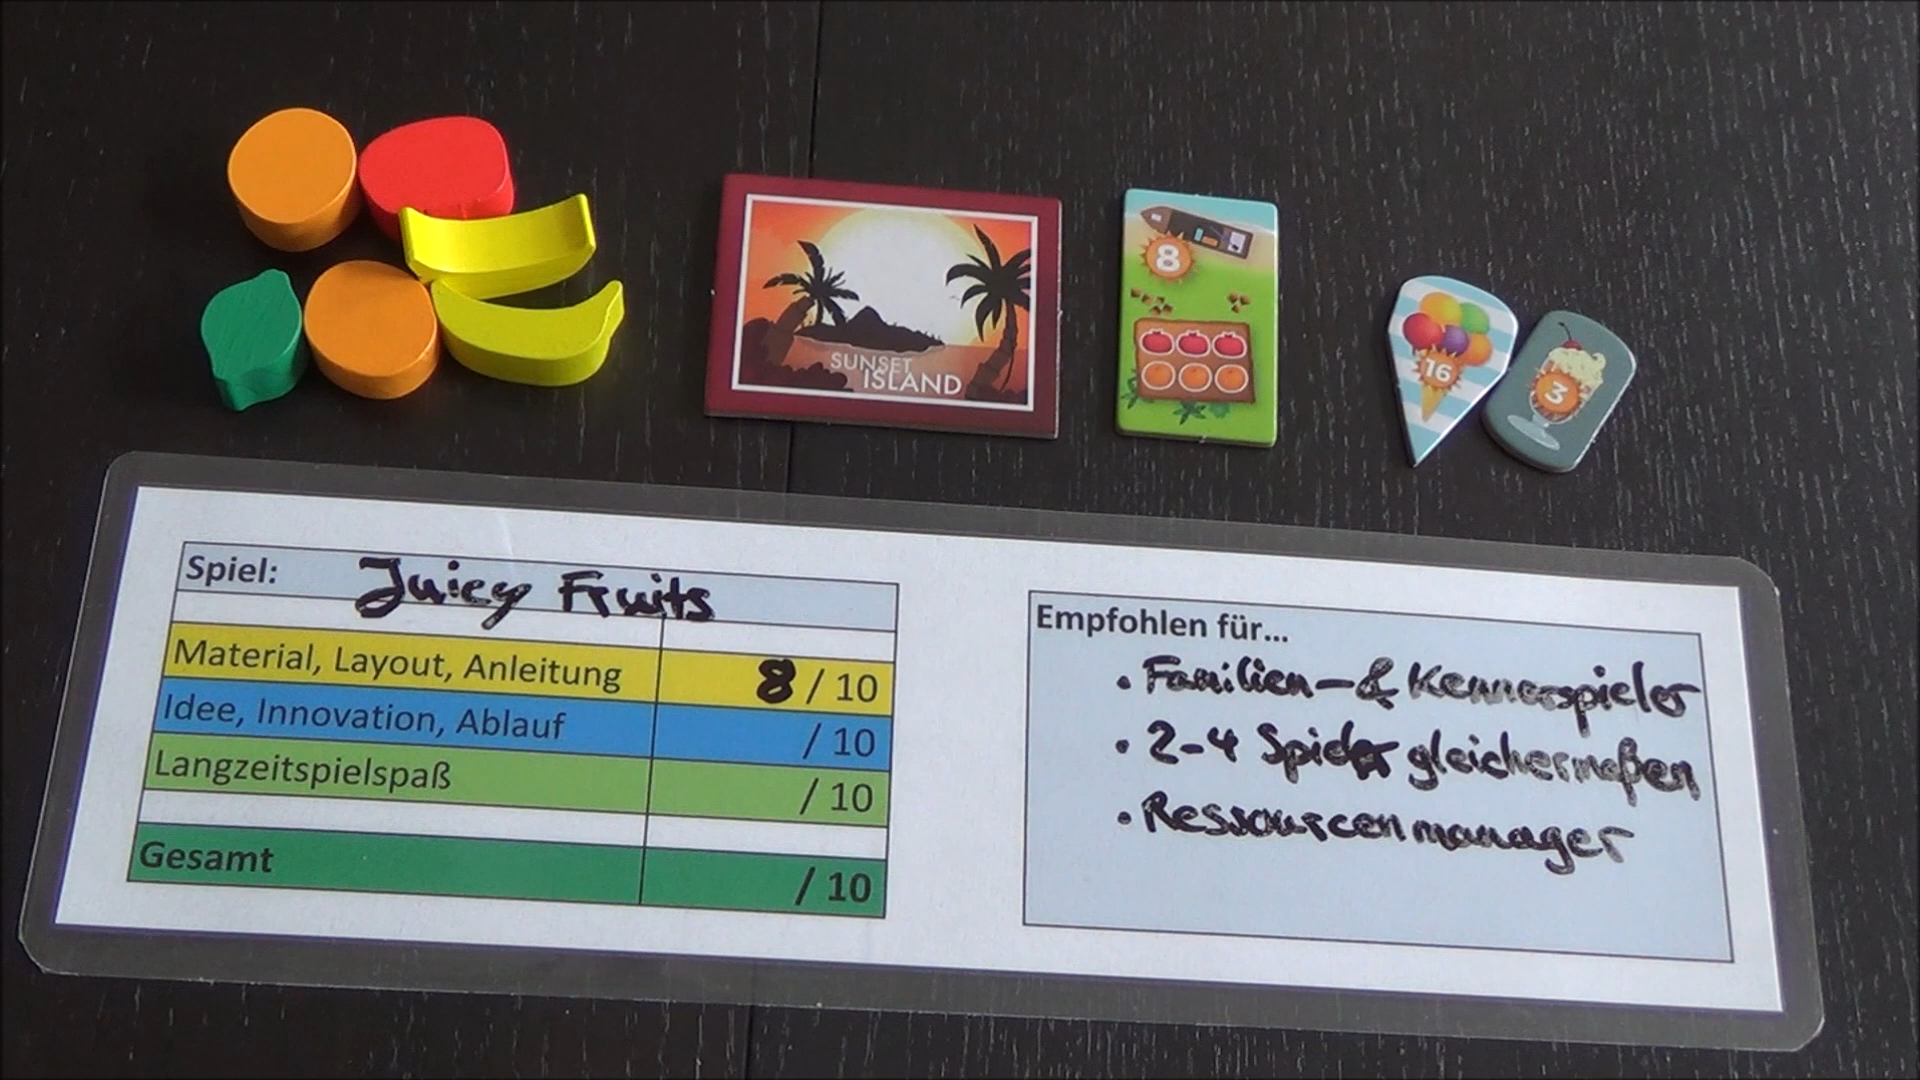 8
SUNSET
ISLAND
16
3
Spiel: Juicy Fruits
Material, Layout, Anleitung 8 / 10
Idee, Innovation, Ablauf / 10
Langzeitspielspaß / 10
Gesamt / 10
Empfohlen für...
• Familien-& Kennerspieler
• 2-4 Spieler gleichermaßen
• Ressourcenmanager